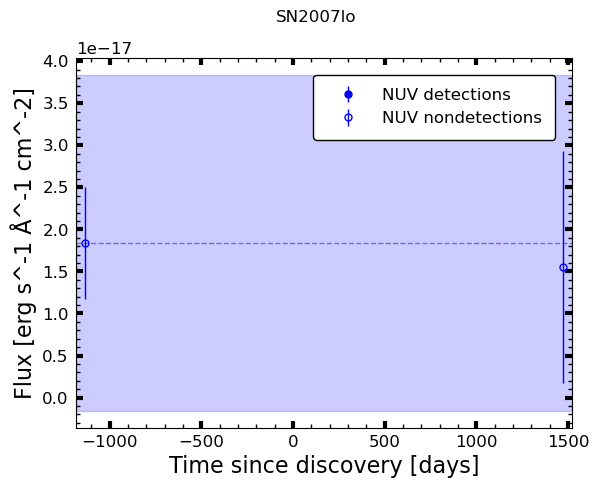 SN2007lo
1e−17
4.0
3.5
3.0
2.5
2.0
1.5
1.0
0.5
0.0
Flux [erg s^-1 Å^-1 cm^-2]
NUV detections
NUV nondetections
−1000 −500 0 500 1000 1500
Time since discovery [days]